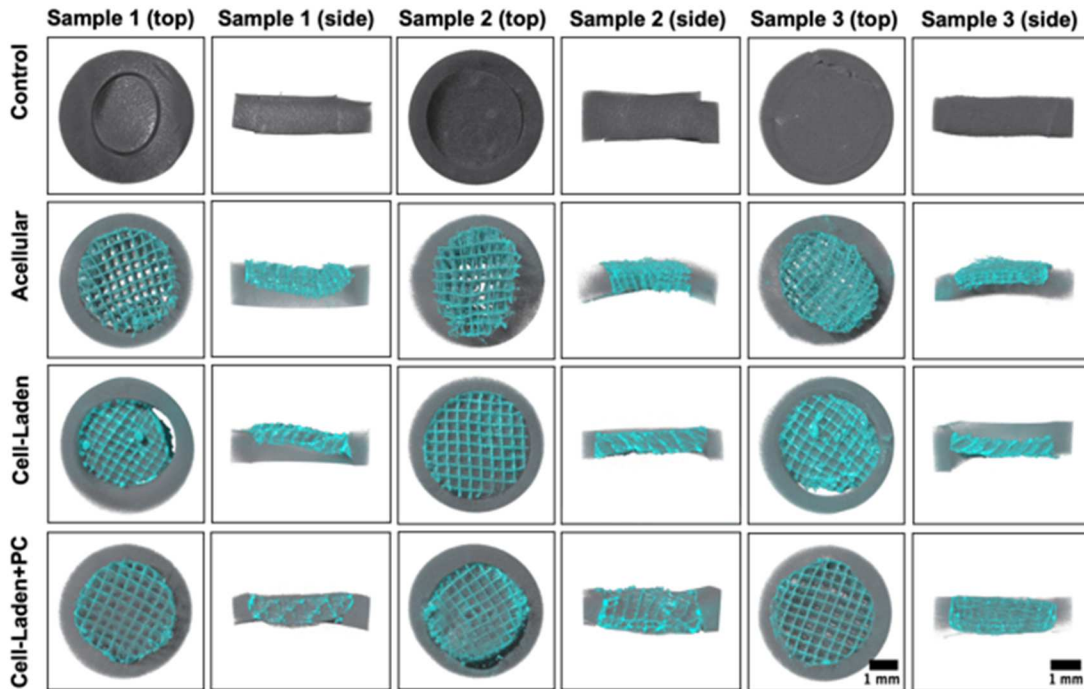 Sample 1 (top) Sample 1 (side) Sample 2 (top) Sample 2 (side) Sample 3 (top) Sample 3 (side)
Control
Acellular
Cell-Laden
Cell-Laden+PC
1 mm 1 mm